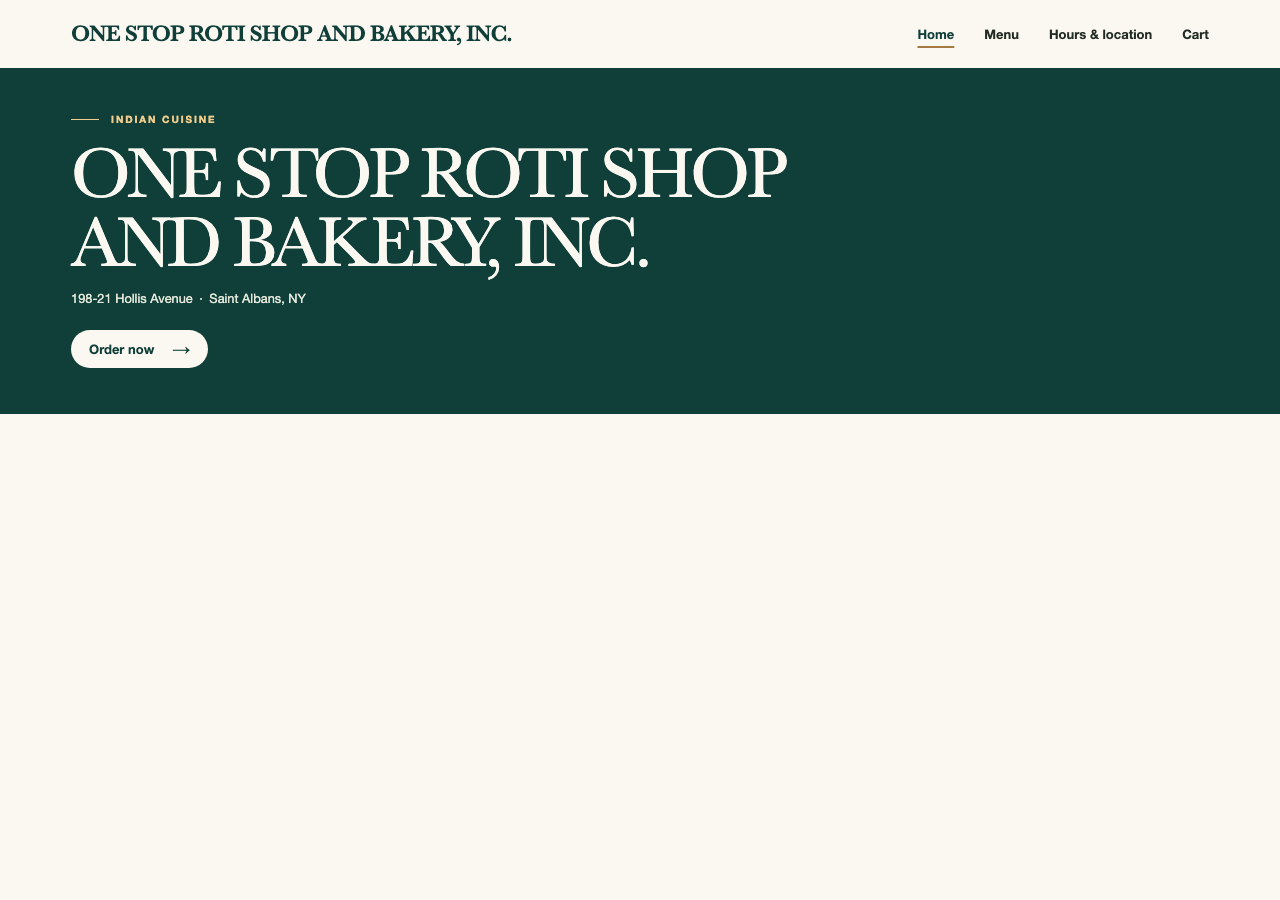 ONE STOP ROTI SHOP AND BAKERY, INC.
Home Menu Hours & location Cart
INDIAN CUISINE
ONE STOP ROTI SHOP
AND BAKERY, INC.
198-21 Hollis Avenue · Saint Albans, NY
Order now →